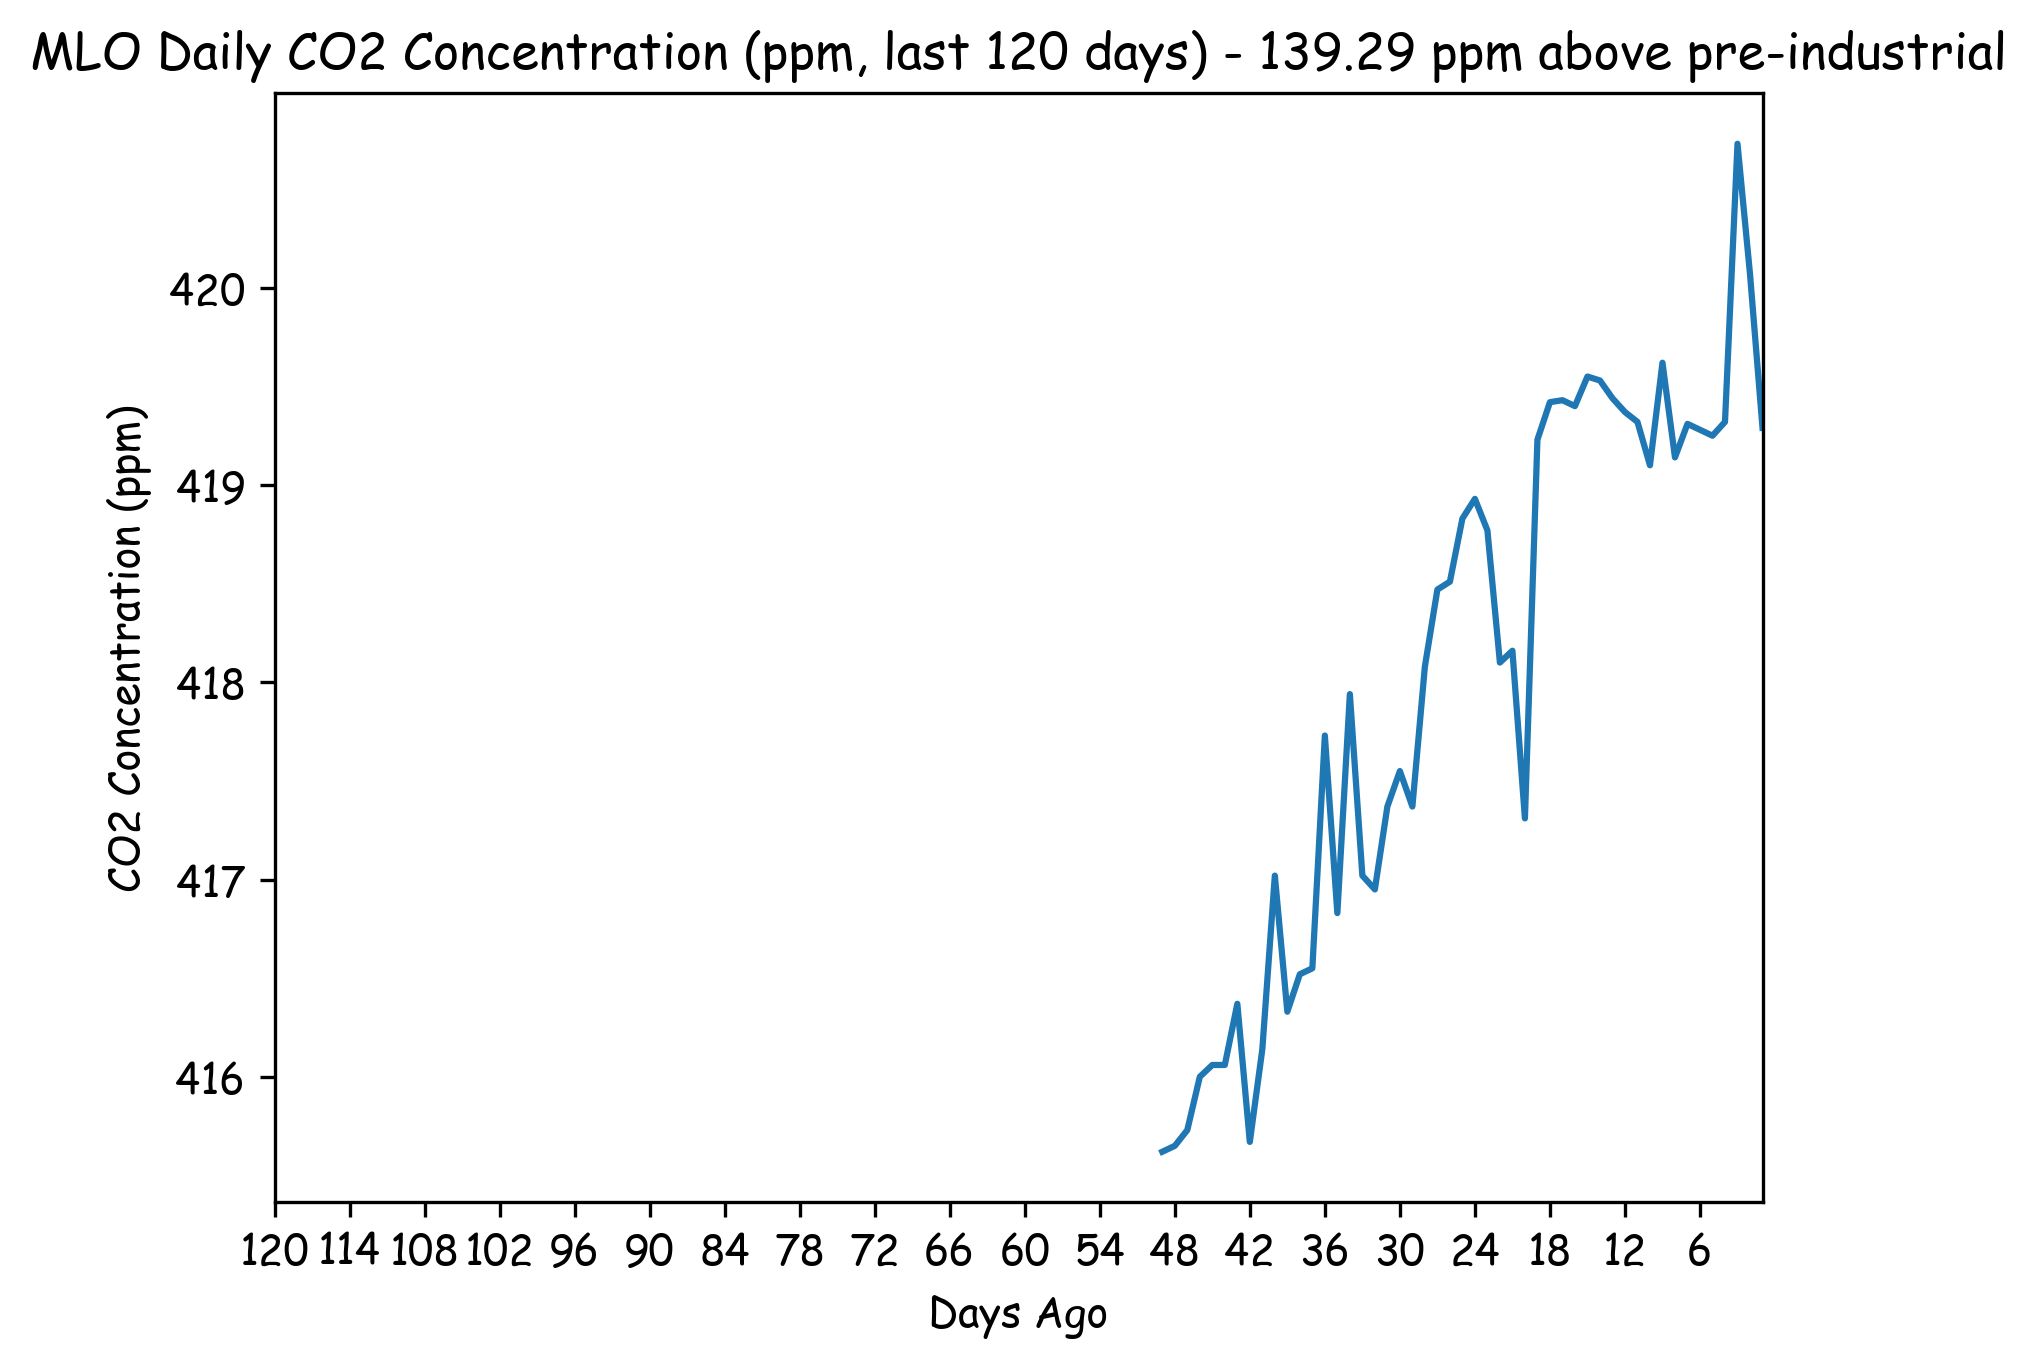 MLO Daily CO2 Concentration (ppm, last 120 days) - 139.29 ppm above pre-industrial
CO2 Concentration (ppm)
420
419
418
417
416
120 114 108 102 96 90 84 78 72 66 60 54 48 42 36 30 24 18 12 6
Days Ago